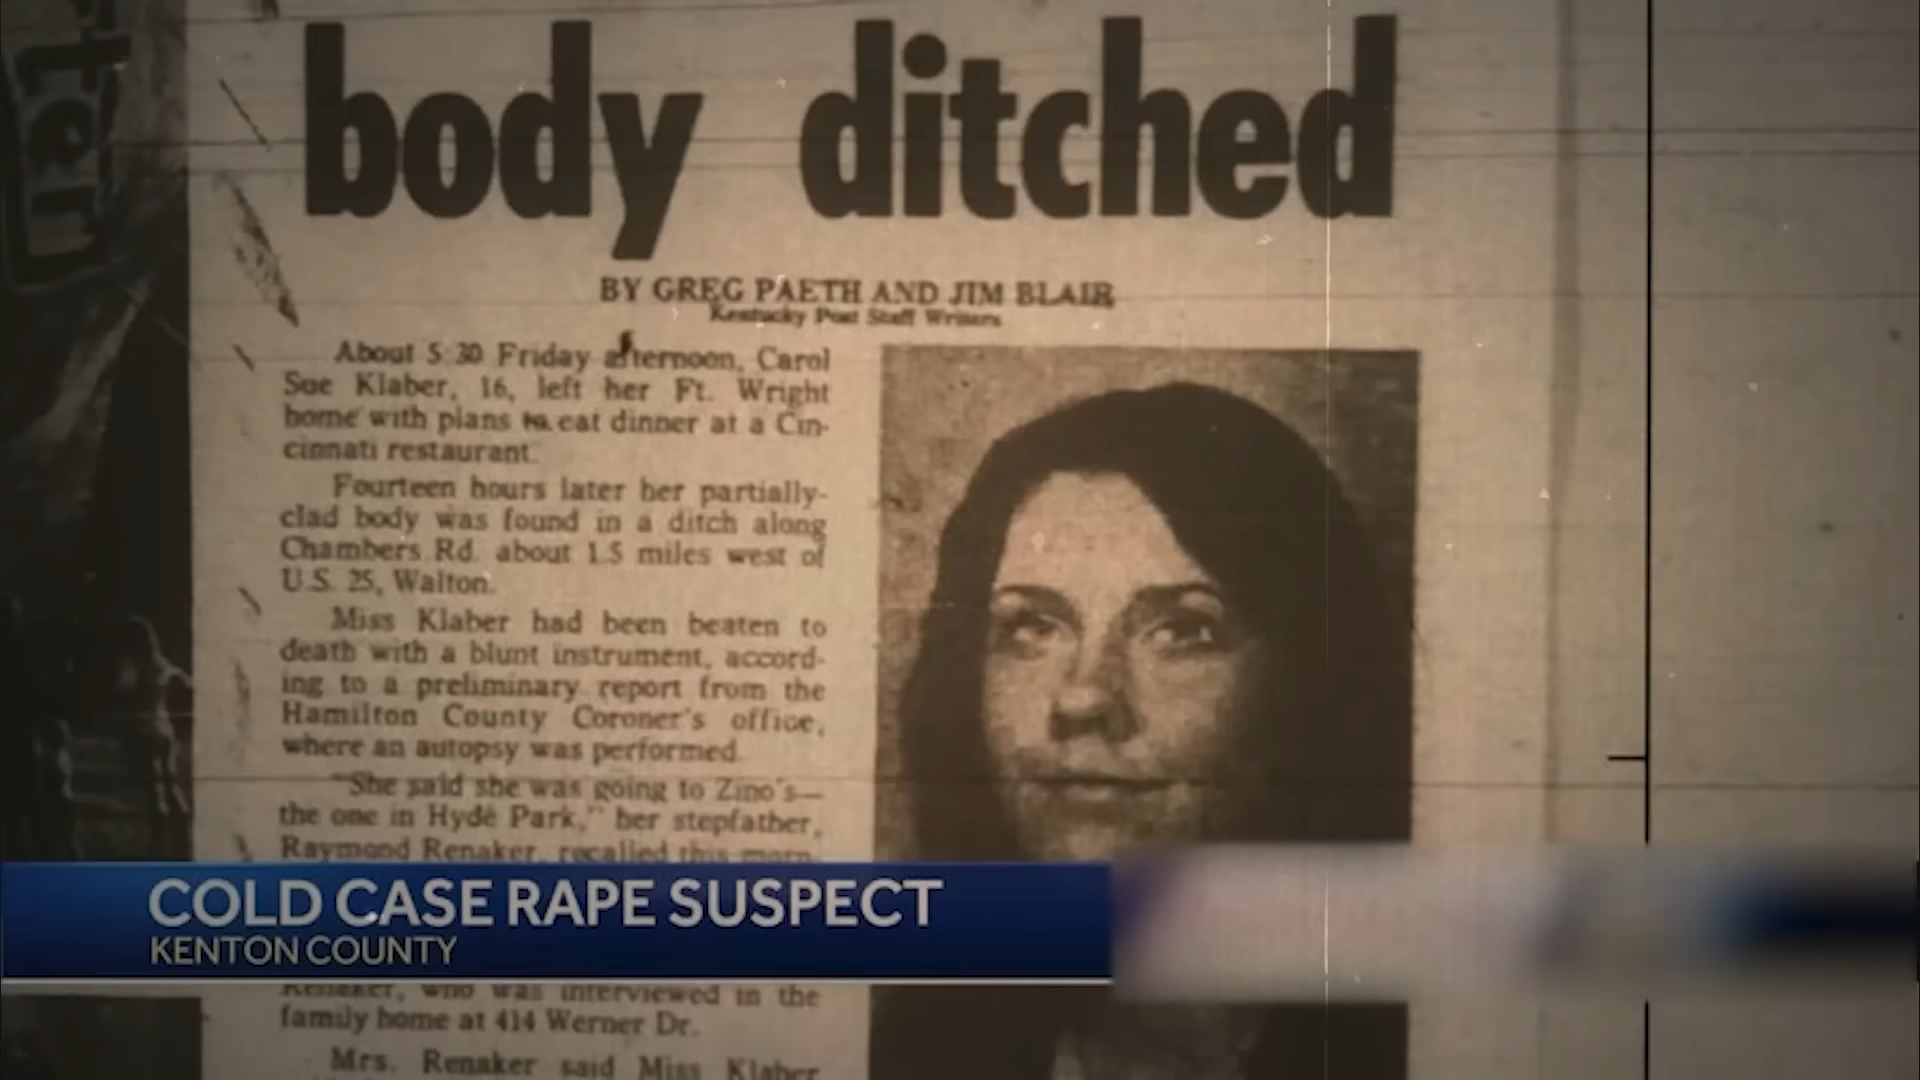 ter
body ditched
BY GREG PAETH AND JIM BLAIR
Kentucky Post Staff Writers
About 5:30 Friday afternoon, Carol
Sue Klaber, 16, left her Ft. Wright
home with plans to eat dinner at a Cin-
cinnati restaurant.
Fourteen hours later her partially-
clad body was found in a ditch along
Chambers Rd. about 1.5 miles west of
U.S. 25, Walton.
Miss Klaber had been beaten to
death with a blunt instrument, accord-
ing to a preliminary report from the
Hamilton County Coroner's office,
where an autopsy was performed.
"She said she was going to Zino's—
the one in Hyde Park," her stepfather,
Raymond Renaker, recalled this morn-
COLD CASE RAPE SUSPECT
KENTON COUNTY
Renaker, who was interviewed in the
family home at 414 Werner Dr.
Mrs. Renaker said Miss Klaber